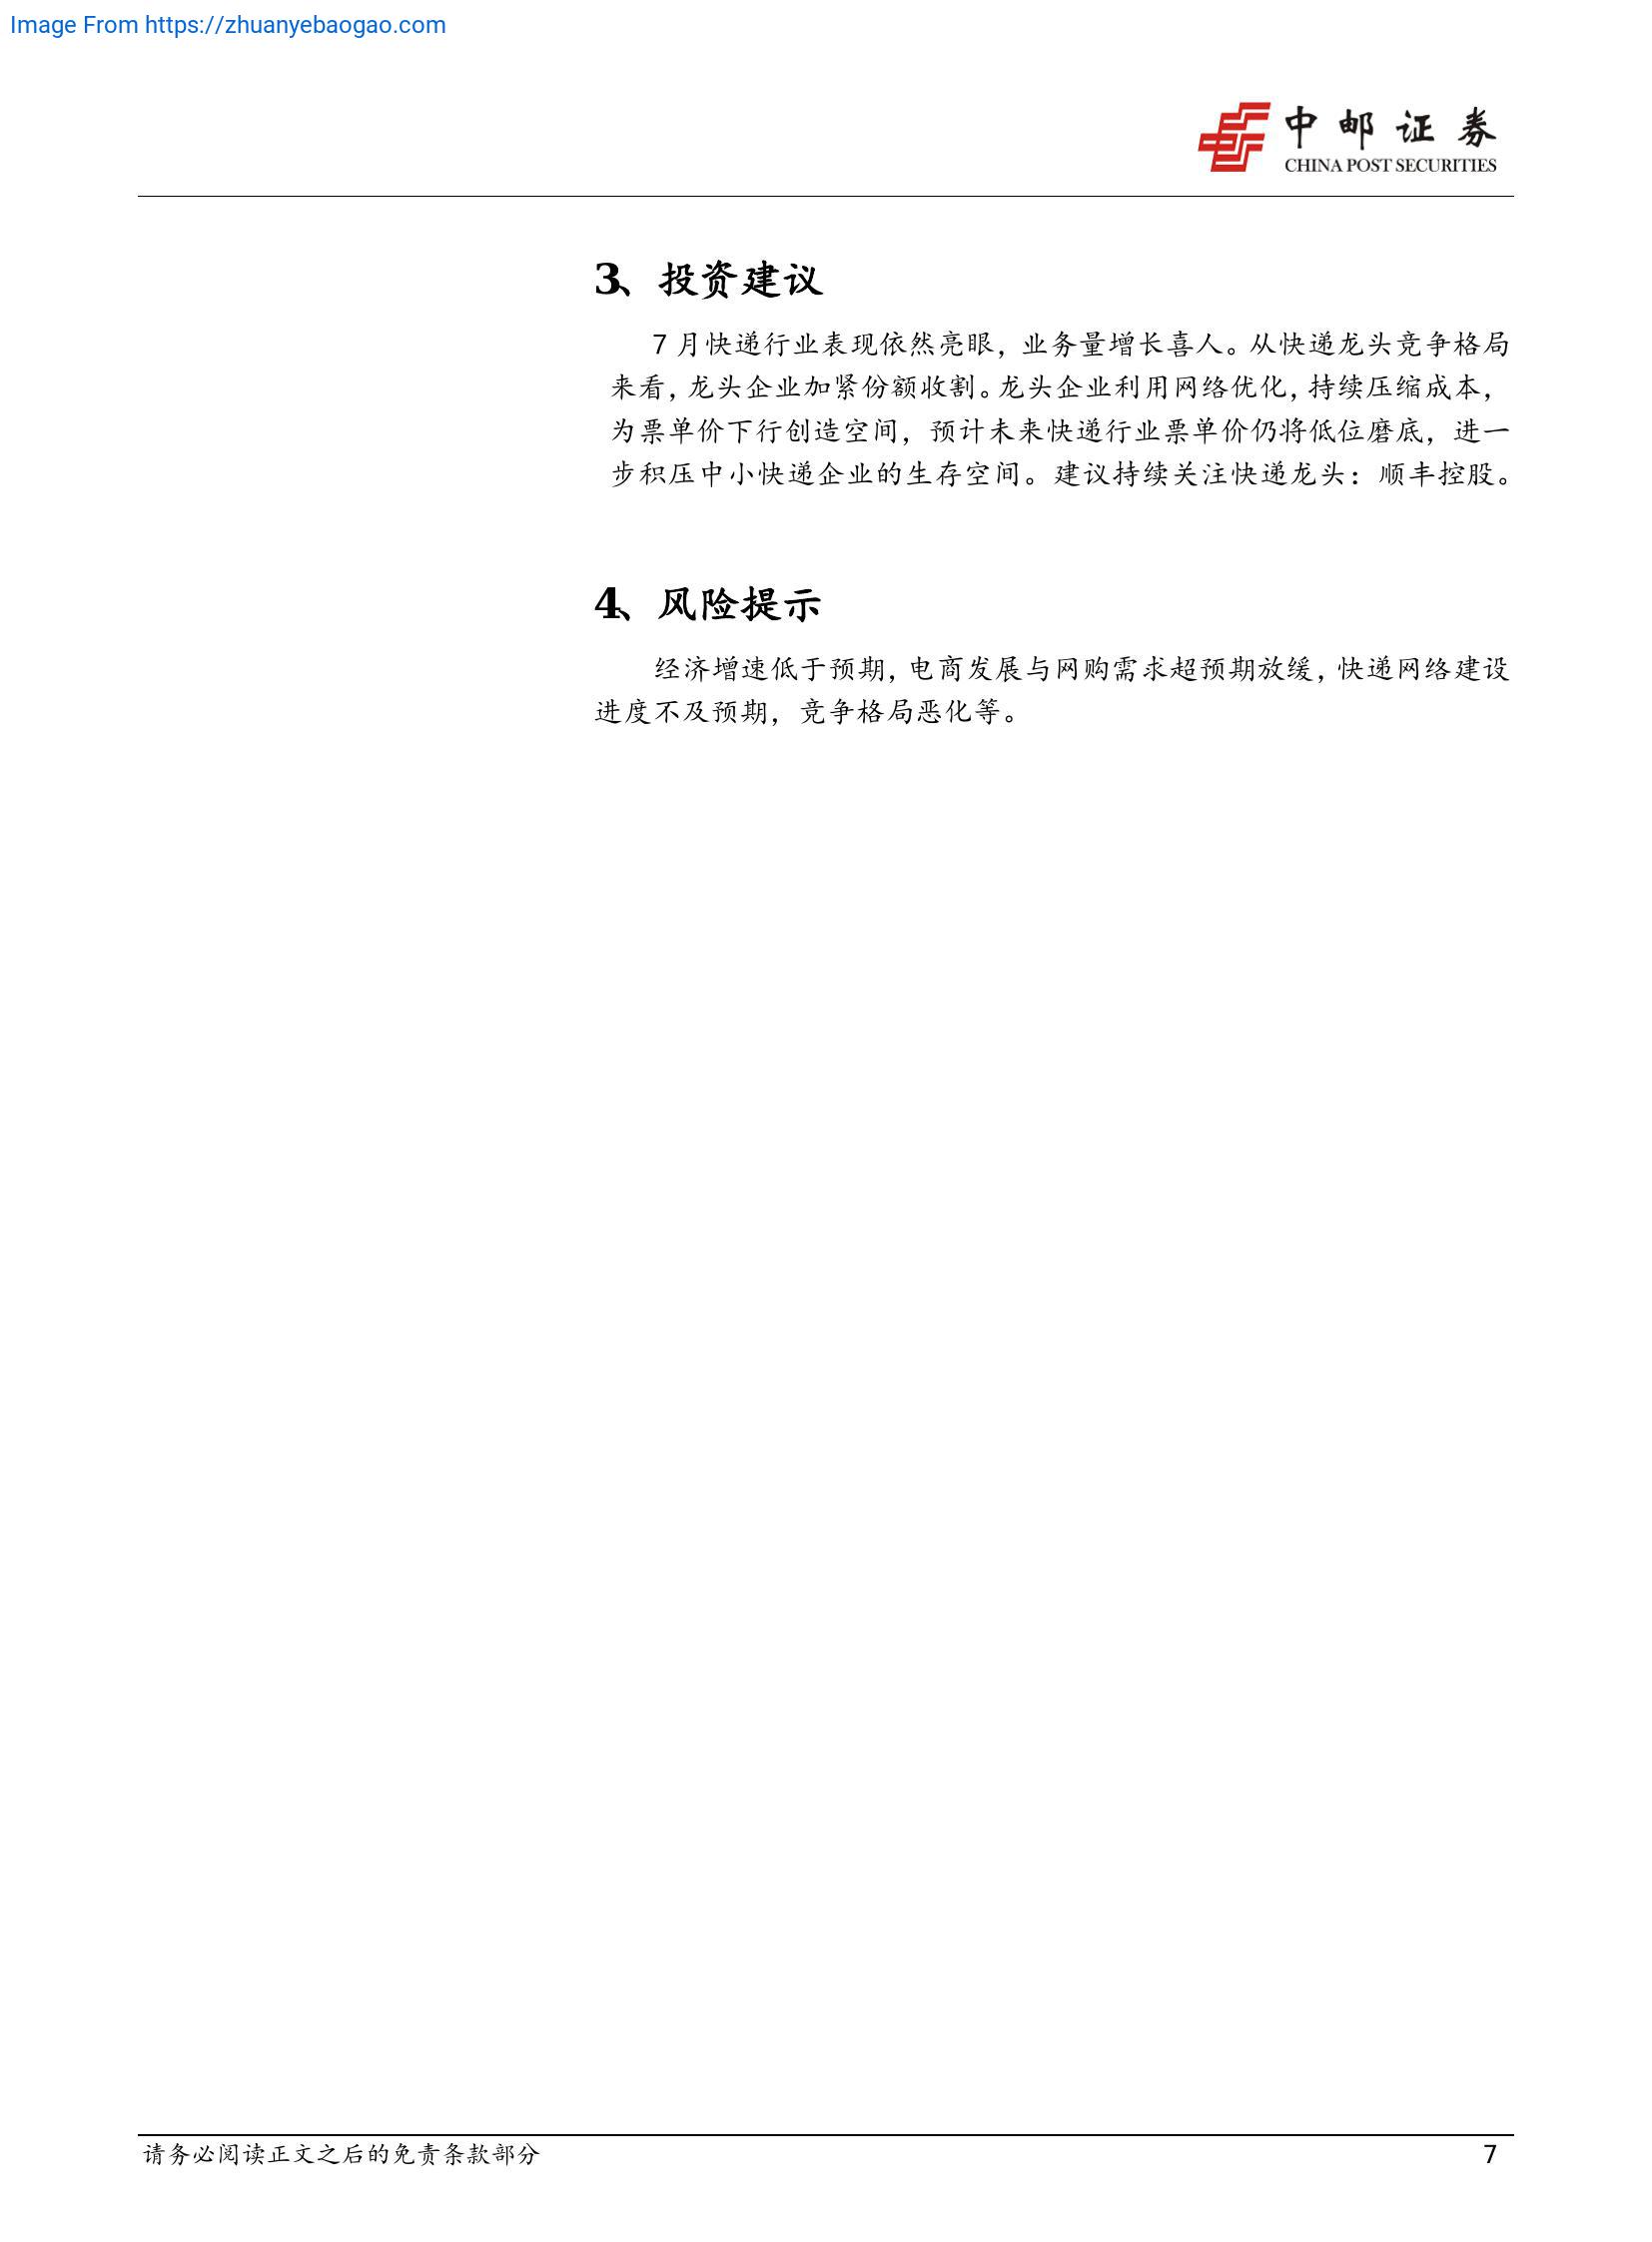 Image From https://zhuanyebaogao.com
中邮证券
CHINA POST SECURITIES
3、投资建议
7 月快递行业表现依然亮眼，业务量增长喜人。从快递龙头竞争格局
来看，龙头企业加紧份额收割。龙头企业利用网络优化，持续压缩成本，
为票单价下行创造空间，预计未来快递行业票单价仍将低位磨底，进一
步积压中小快递企业的生存空间。建议持续关注快递龙头：顺丰控股。
4、风险提示
经济增速低于预期，电商发展与网购需求超预期放缓，快递网络建设
进度不及预期，竞争格局恶化等。
请务必阅读正文之后的免责条款部分 7